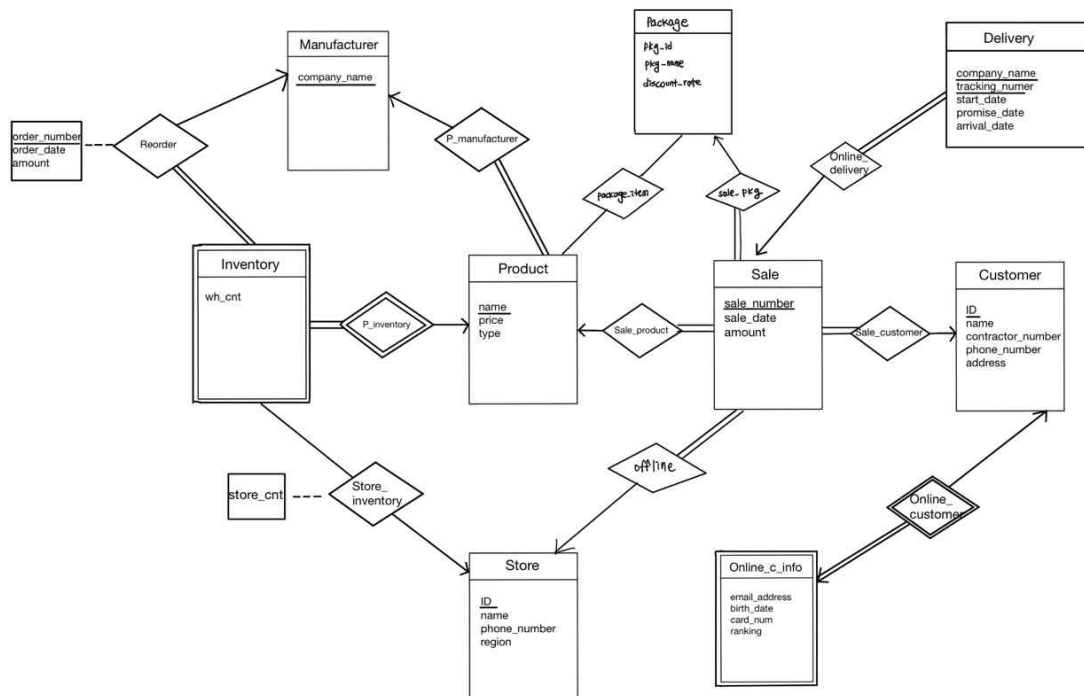 Manufacturer
company_name
Package
pkg_id
pkg_name
discount_rate
Delivery
company_name
tracking_numer
start_date
promise_date
arrival_date
order_number
order_date
amount
Reorder
P_manufacturer
Online_
delivery
package_item
sale_pkg
Inventory
wh_cnt
P_inventory
Product
name
price
type
Sale_product
Sale
sale_number
sale_date
amount
Sale_customer
Customer
ID
name
contractor_number
phone_number
address
store_cnt
Store_
inventory
offline
Online_
customer
Store
ID
name
phone_number
region
Online_c_info
email_address
birth_date
card_num
ranking